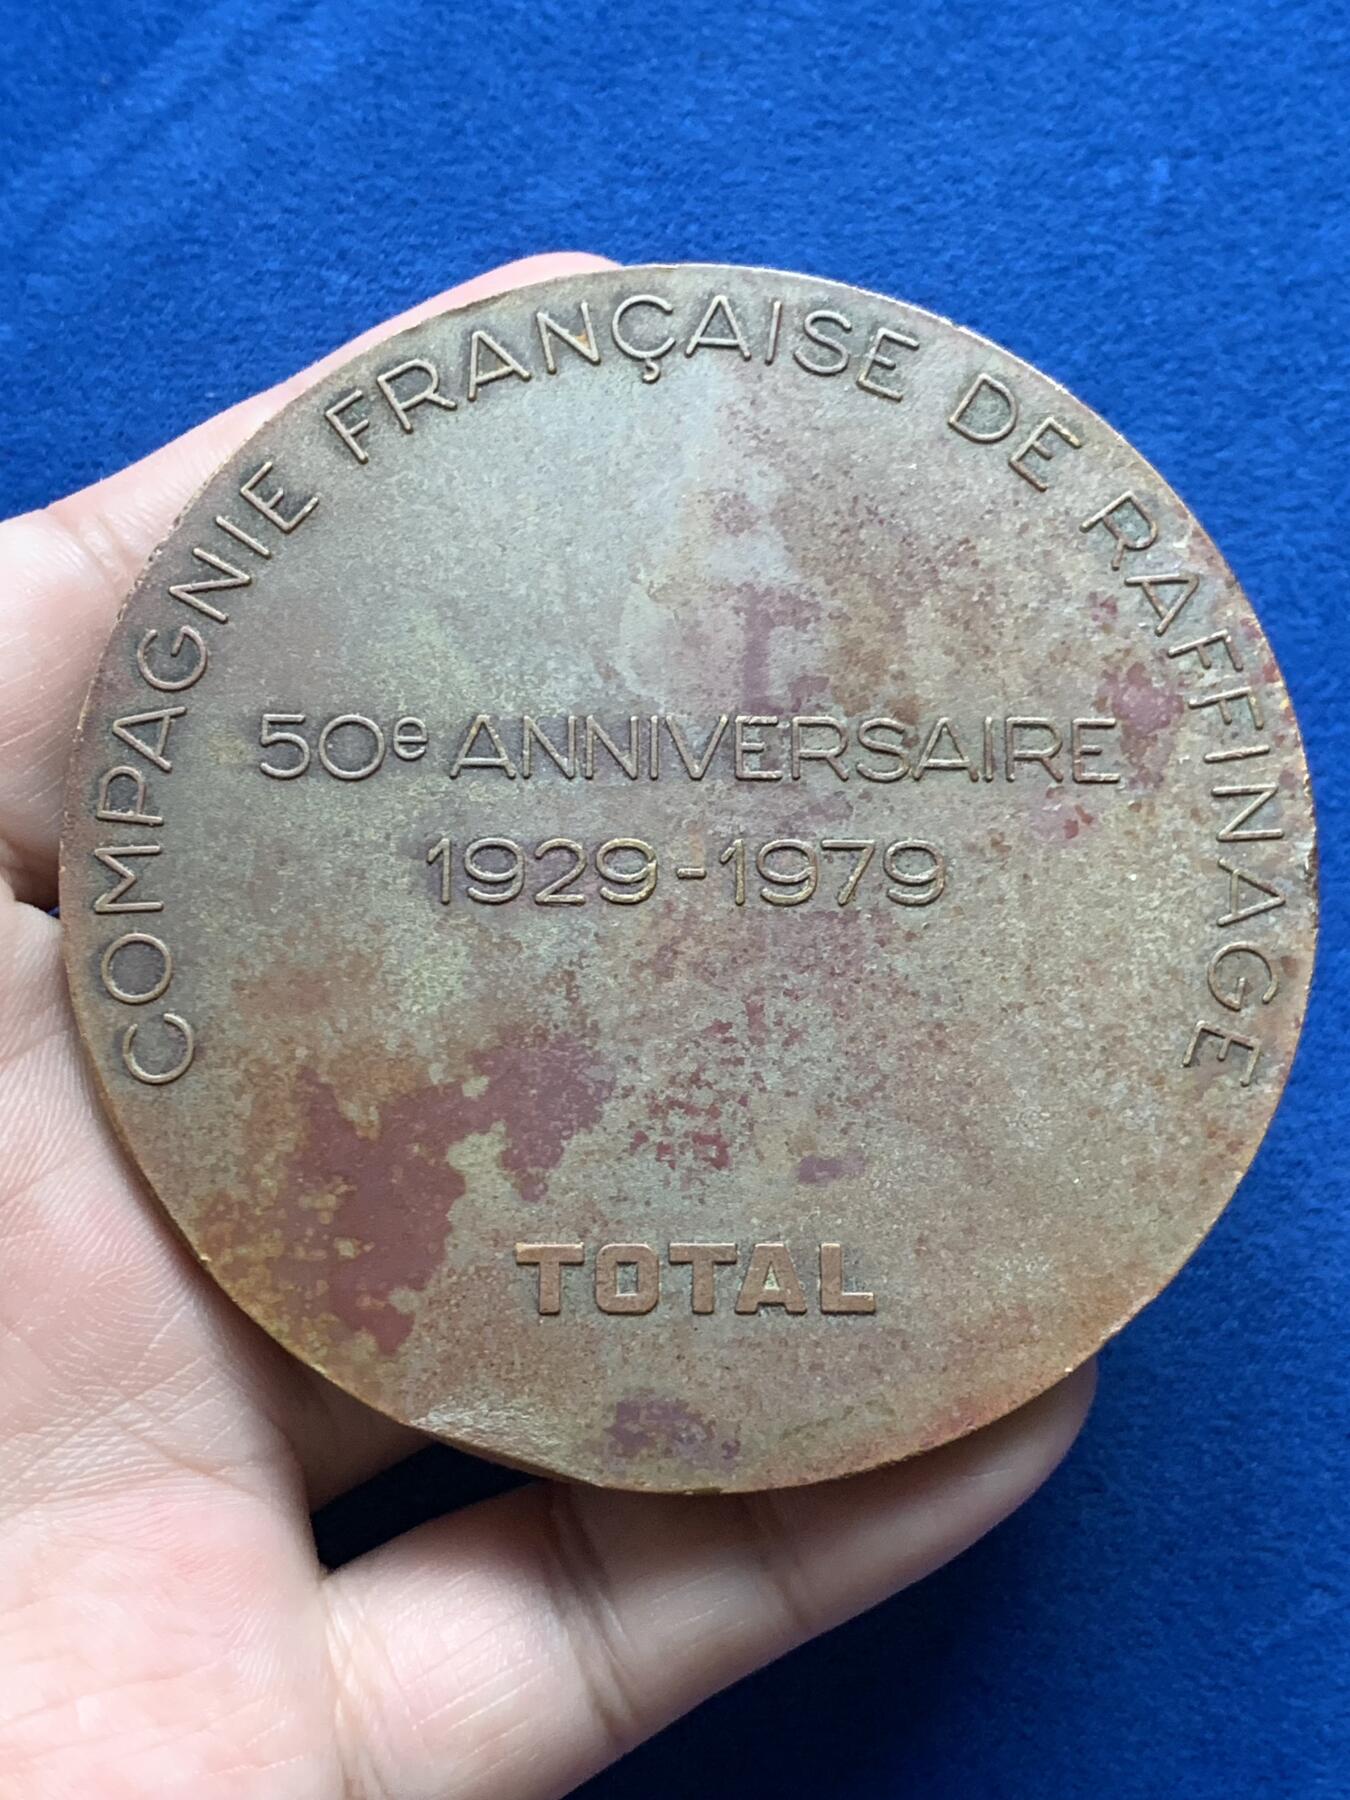 COMPAGNIE FRANÇAISE DE RAFFINAGE
50e ANNIVERSAIRE
1929-1979
TOTAL